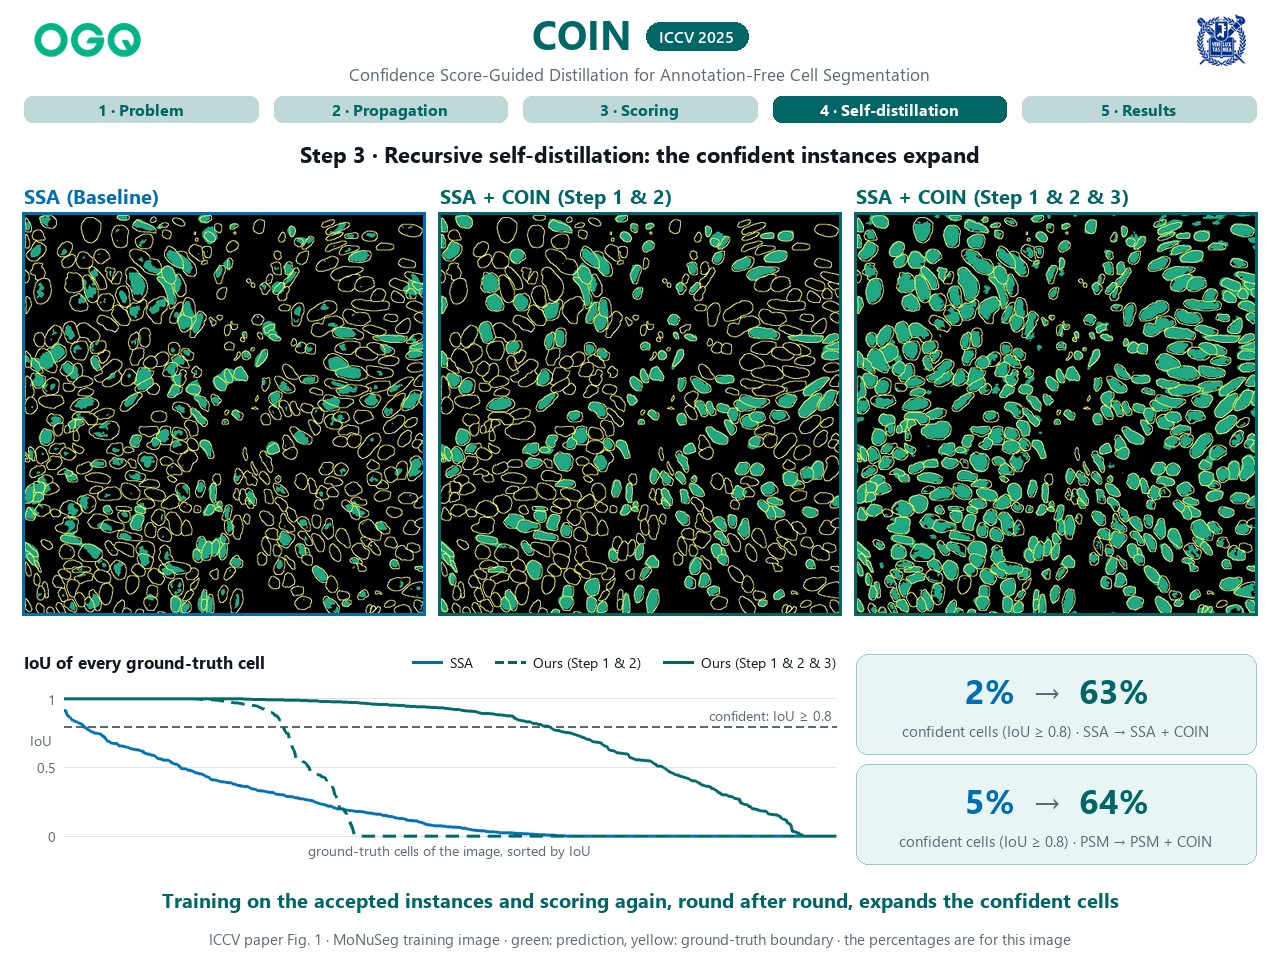 OGQ
COIN ICCV 2025
Confidence Score-Guided Distillation for Annotation-Free Cell Segmentation
1 · Problem
2 · Propagation
3 · Scoring
4 · Self-distillation
5 · Results
Step 3 · Recursive self-distillation: the confident instances expand
SSA (Baseline)
SSA + COIN (Step 1 & 2)
SSA + COIN (Step 1 & 2 & 3)
IoU of every ground-truth cell
SSA
Ours (Step 1 & 2)
Ours (Step 1 & 2 & 3)
1
confident: IoU ≥ 0.8
IoU
0.5
0
ground-truth cells of the image, sorted by IoU
2% → 63%
confident cells (IoU ≥ 0.8) · SSA → SSA + COIN
5% → 64%
confident cells (IoU ≥ 0.8) · PSM → PSM + COIN
Training on the accepted instances and scoring again, round after round, expands the confident cells
ICCV paper Fig. 1 · MoNuSeg training image · green: prediction, yellow: ground-truth boundary · the percentages are for this image